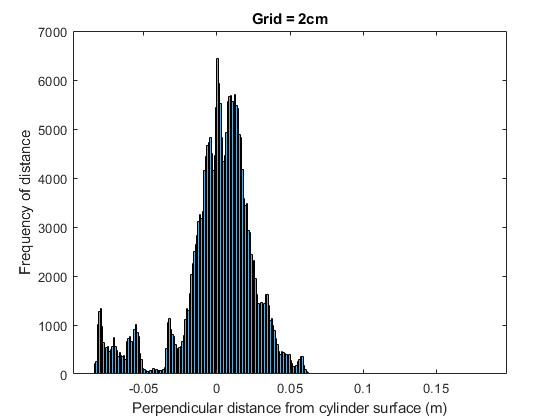 Grid = 2cm
7000
6000
5000
4000
3000
2000
1000
0
Frequency of distance
-0.05 0 0.05 0.1 0.15
Perpendicular distance from cylinder surface (m)